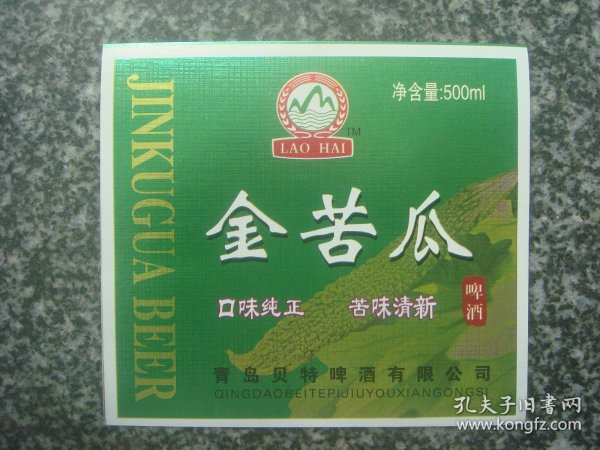 JINKUGUA BEER
净含量:500ml
TM
LAO HAI
金苦瓜
口味纯正 苦味清新
啤酒
青岛贝特啤酒有限公司
QINGDAOBEITEPIJIUYOUXIANGONGSI
孔夫子旧书网
kongfz.com